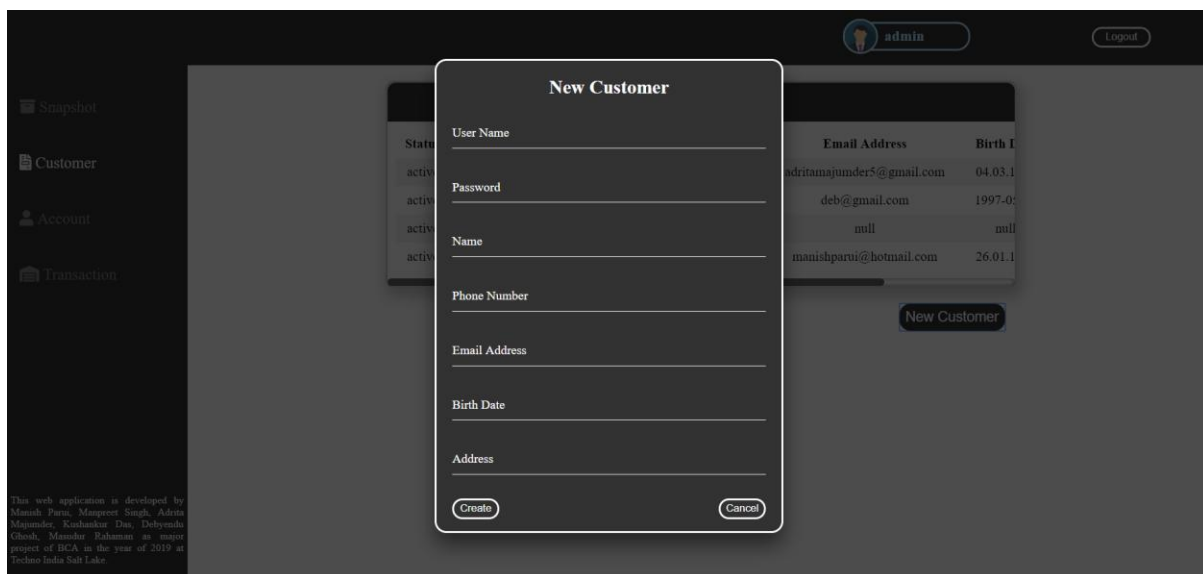 admin
Logout
Snapshot
Customer
Account
Transaction
New Customer
User Name
Password
Name
Phone Number
Email Address
Birth Date
Address
Create
Cancel
Statu Email Address Birth D
activ adritamajumder5@gmail.com 04.03.1
activ deb@gmail.com 1997-0
activ null null
activ manishparui@hotmail.com 26.01.1
New Customer
This web application is developed by
Manish Parui, Manpreet Singh, Adrita
Majumder, Kushankur Das, Debyendu
Ghosh, Masudur Rahaman as major
project of BCA in the year of 2019 at
Techno India Salt Lake.